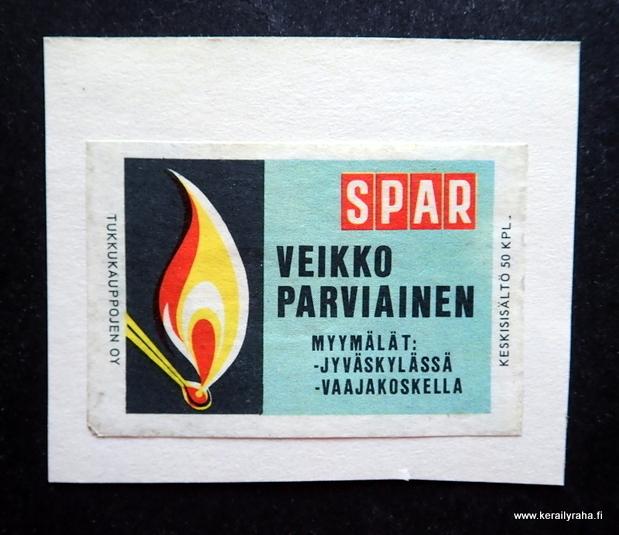 TUKKUKAUPPOJEN OY
SPAR
VEIKKO
PARVIAINEN
MYYMÄLÄT:
-JYVÄSKYLÄSSÄ
-VAAJAKOSKELLA
KESKISISÄLTÖ 50 KPL.
www.kerailyraha.fi